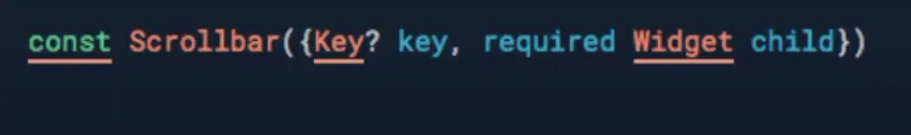 const Scrollbar({Key? key, required Widget child})